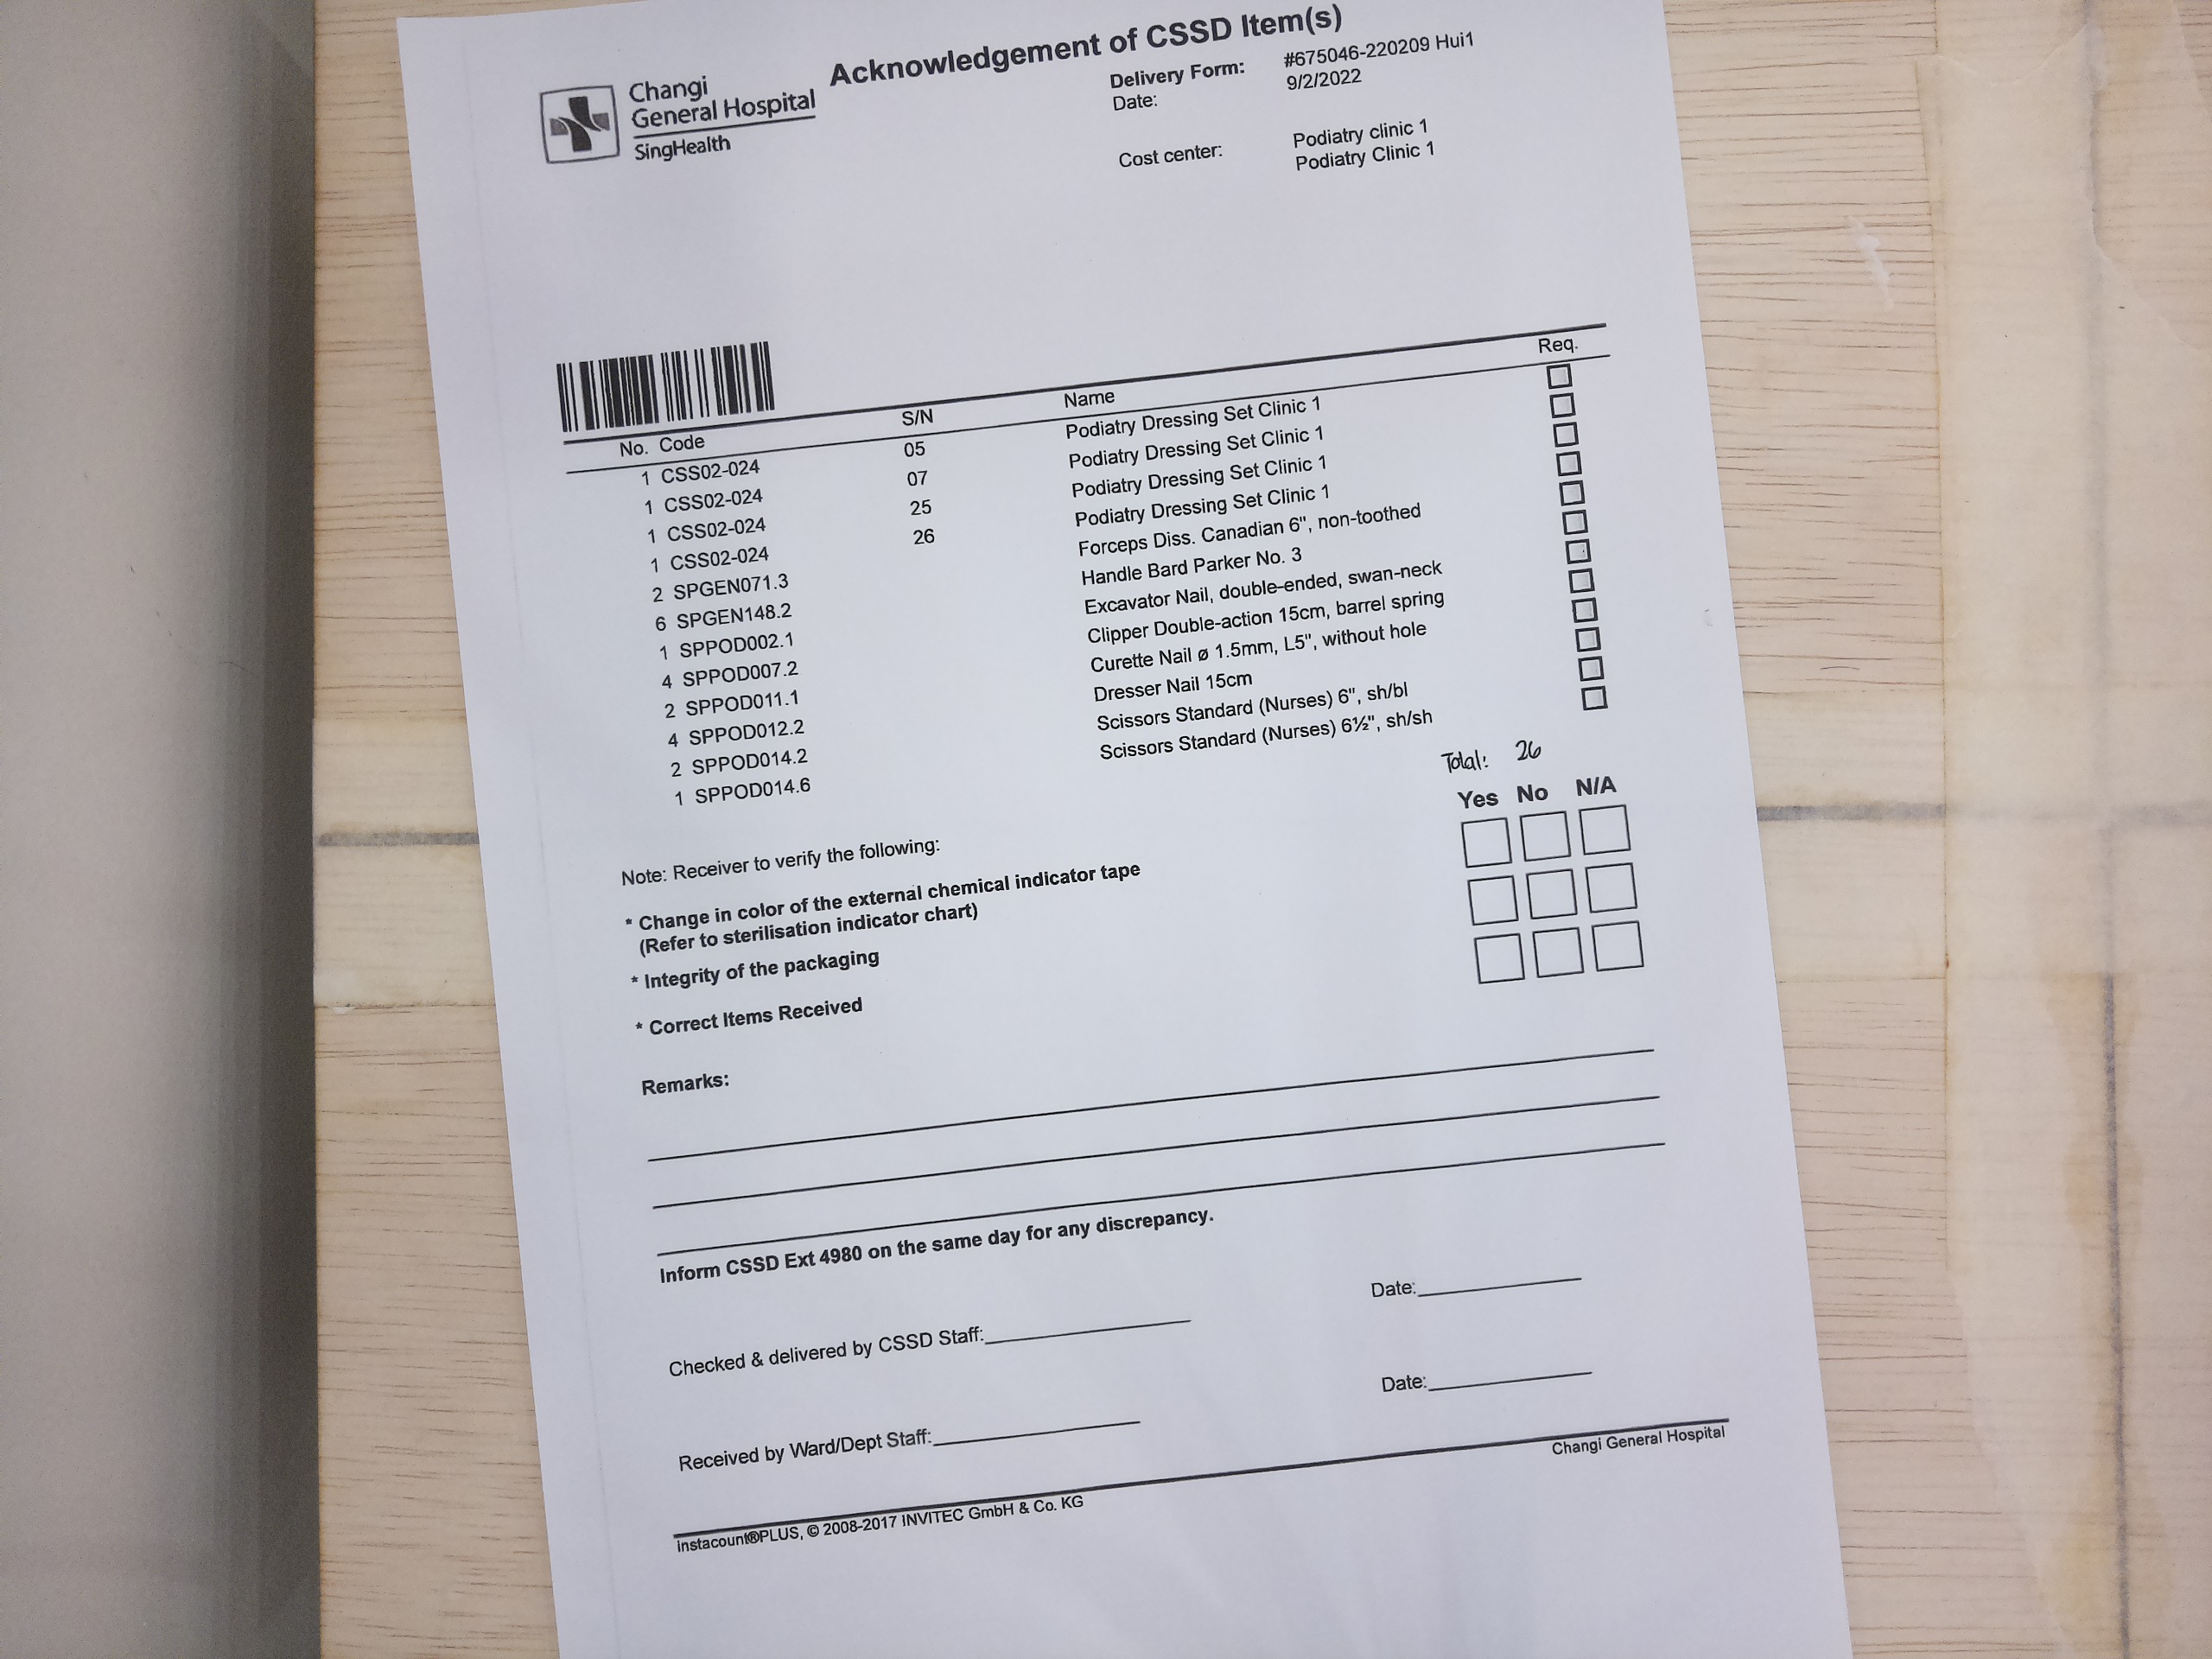 Acknowledgement of CSSD Item(s)
Changi
General Hospital
SingHealth
Delivery Form: #675046-220209 Hui1
Date: 9/2/2022
Cost center: Podiatry clinic 1
Podiatry Clinic 1
No. Code S/N Name Req.
1 CSS02-024 05 Podiatry Dressing Set Clinic 1
1 CSS02-024 07 Podiatry Dressing Set Clinic 1
1 CSS02-024 25 Podiatry Dressing Set Clinic 1
1 CSS02-024 26 Podiatry Dressing Set Clinic 1
2 SPGEN071.3 Forceps Diss. Canadian 6", non-toothed
6 SPGEN148.2 Handle Bard Parker No. 3
1 SPPOD002.1 Excavator Nail, double-ended, swan-neck
4 SPPOD007.2 Clipper Double-action 15cm, barrel spring
2 SPPOD011.1 Curette Nail ø 1.5mm, L5", without hole
4 SPPOD012.2 Dresser Nail 15cm
2 SPPOD014.2 Scissors Standard (Nurses) 6", sh/bl
1 SPPOD014.6 Scissors Standard (Nurses) 6½", sh/sh
Total: 26
Yes No N/A
Note: Receiver to verify the following:
* Change in color of the external chemical indicator tape
(Refer to sterilisation indicator chart)
* Integrity of the packaging
* Correct Items Received
Remarks:
Inform CSSD Ext 4980 on the same day for any discrepancy.
Checked & delivered by CSSD Staff: Date:
Received by Ward/Dept Staff: Date:
Changi General Hospital
instacount®PLUS, © 2008-2017 INVITEC GmbH & Co. KG